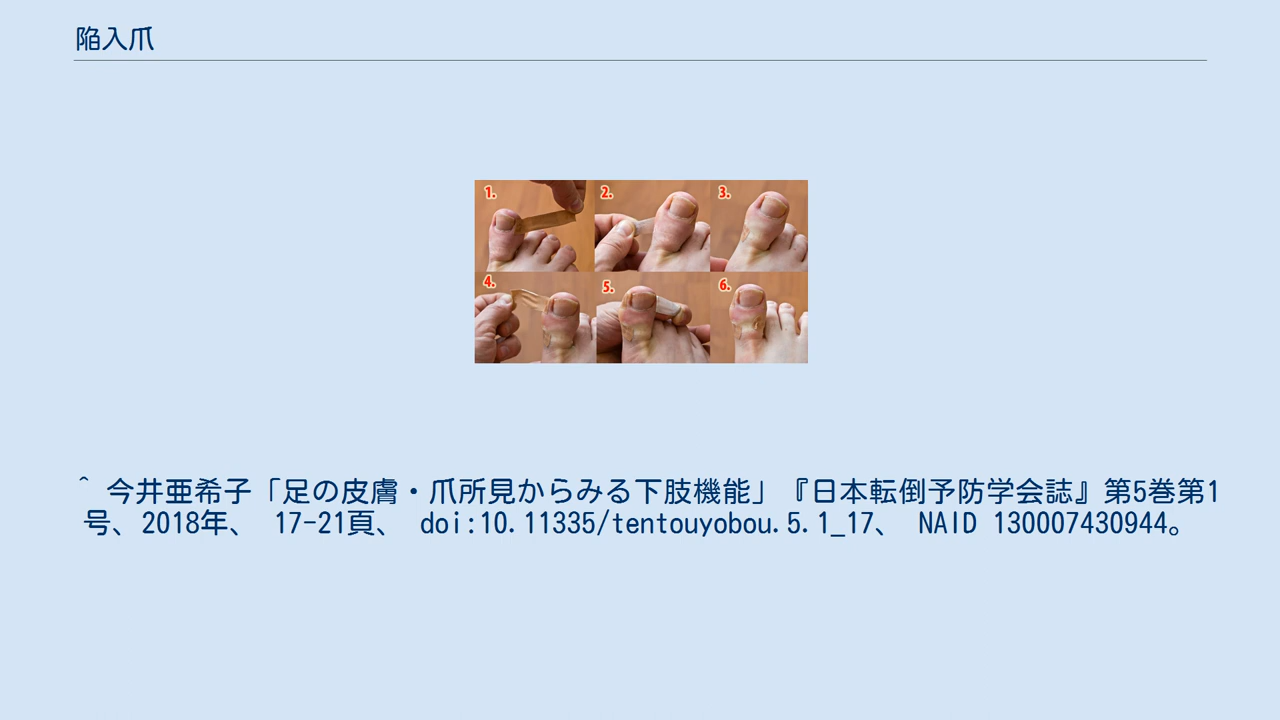 陥入爪
1.
2.
3.
4.
5.
6.
^ 今井亜希子「足の皮膚・爪所見からみる下肢機能」『日本転倒予防学会誌』第5巻第1
号、2018年、 17-21頁、 doi:10.11335/tentouyobou.5.1_17、 NAID 130007430944。